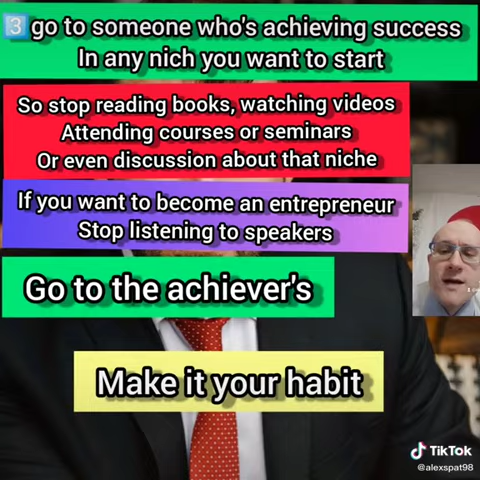 3 go to someone who's achieving success
In any nich you want to start
So stop reading books, watching videos
Attending courses or seminars
Or even discussion about that niche
If you want to become an entrepreneur
Stop listening to speakers
Go to the achiever's
Make it your habit
TikTok
@alexspat98